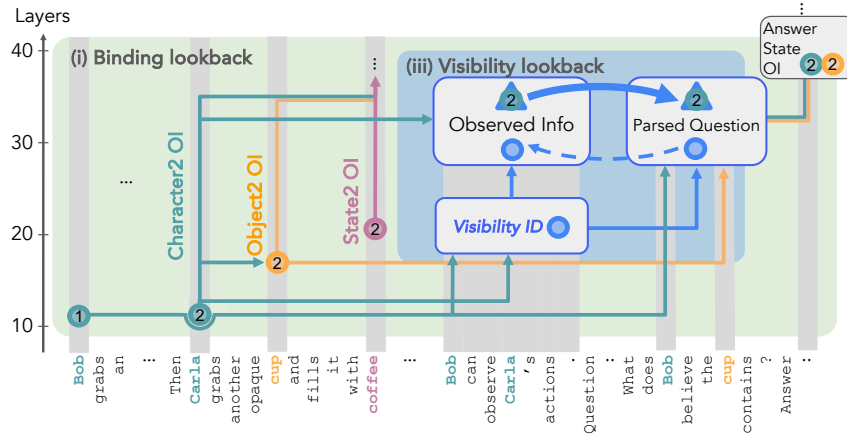 Layers
40
30
20
10
(i) Binding lookback
(iii) Visibility lookback
...
Answer
State
OI
2 2
2
2
Observed Info
Parsed Question
Visibility ID
Character2 OI
Object2 OI
State2 OI
...
...
2
2
1
2
Bob
grabs
an
...
Then
Carla
grabs
another
opaque
cup
and
fills
it
with
coffee
...
Bob
can
observe
Carla
's
actions
.
Question
:
What
does
Bob
believe
the
cup
contains
?
Answer
: